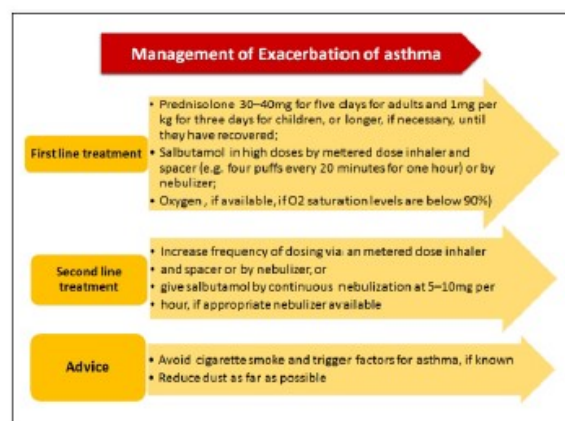 Management of Exacerbation of asthma
First line treatment
• Prednisolone 30–40mg for five days for adults and 1mg per
kg for three days for children, or longer, if necessary, until
they have recovered;
• Salbutamol in high doses by metered dose inhaler and
spacer (e.g. four puffs every 20 minutes for one hour) or by
nebulizer;
• Oxygen , if available, if O2 saturation levels are below 90%)
Second line
treatment
• Increase frequency of dosing via: an metered dose inhaler
• and spacer or by nebulizer, or
• give salbutamol by continuous nebulization at 5–10mg per
• hour, if appropriate nebulizer available
Advice
• Avoid cigarette smoke and trigger factors for asthma, if known
• Reduce dust as far as possible